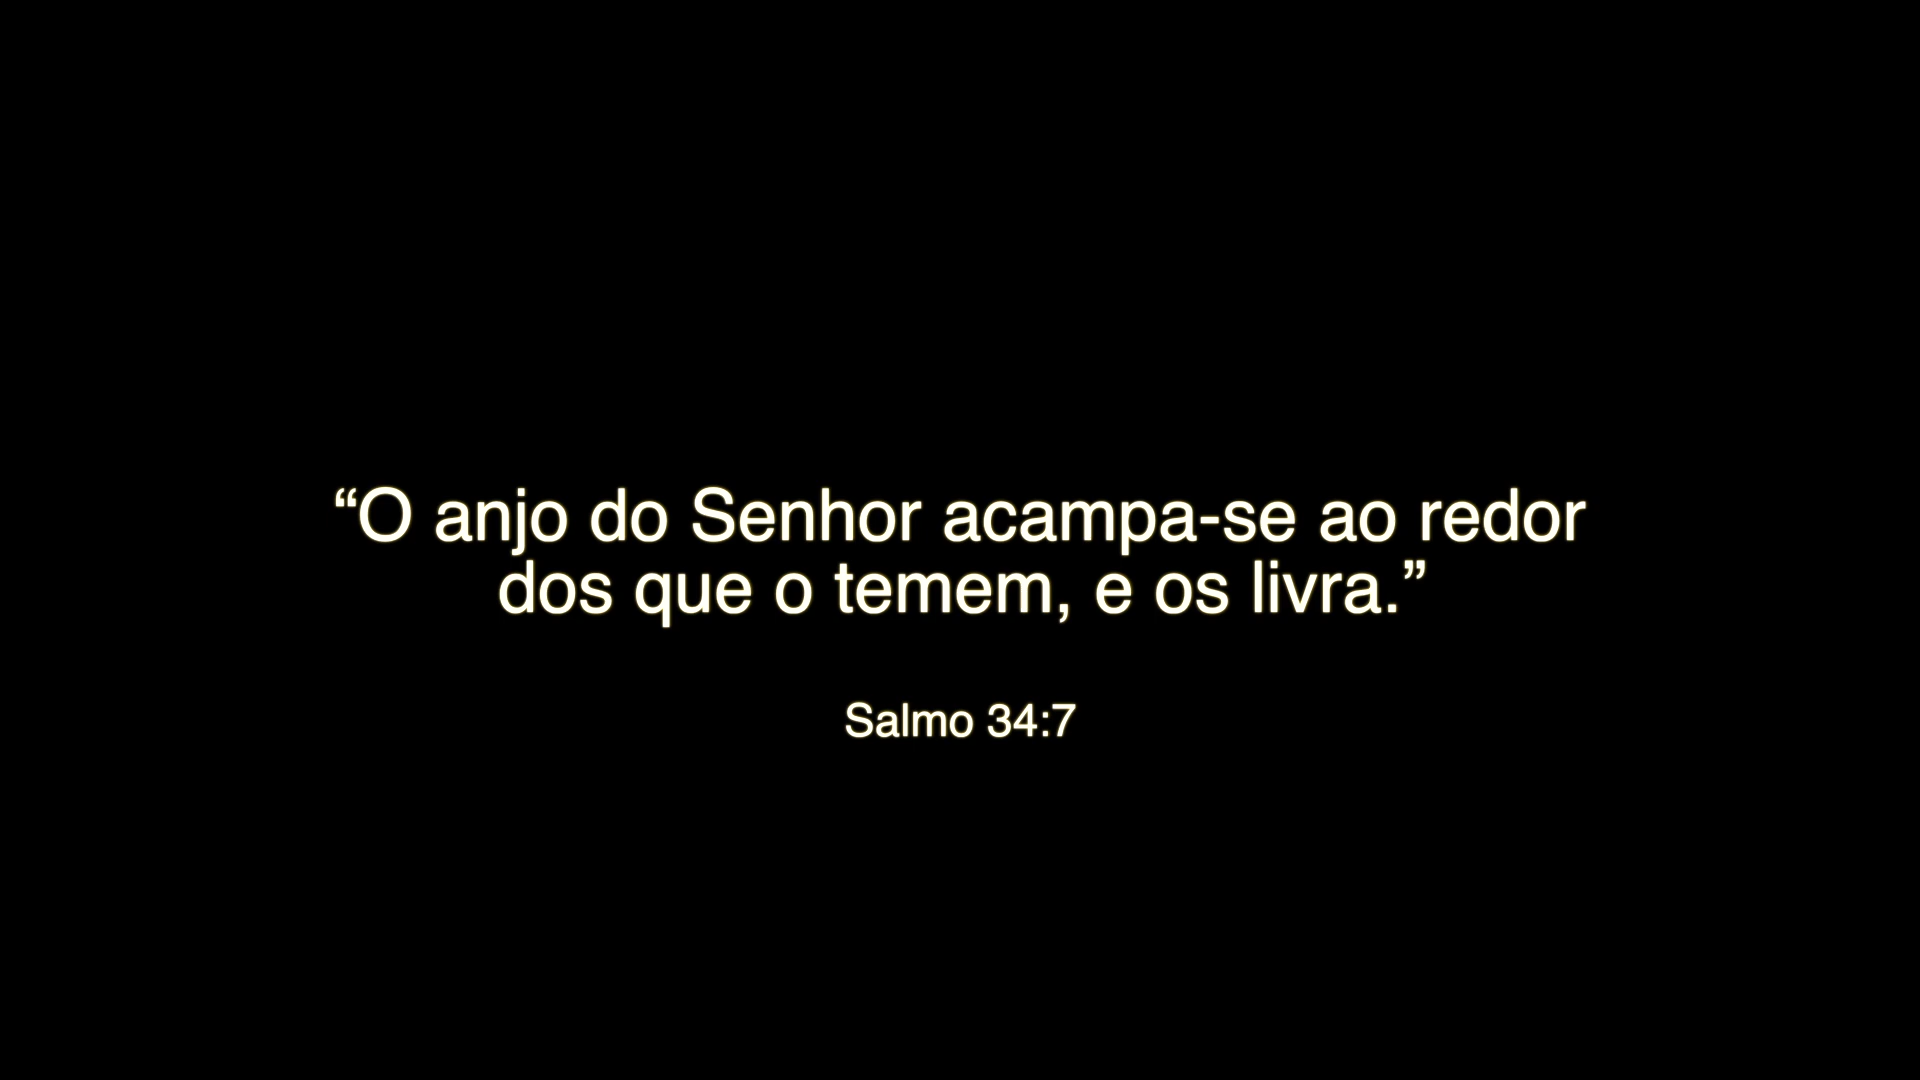 “O anjo do Senhor acampa-se ao redor
dos que o temem, e os livra.”
Salmo 34:7